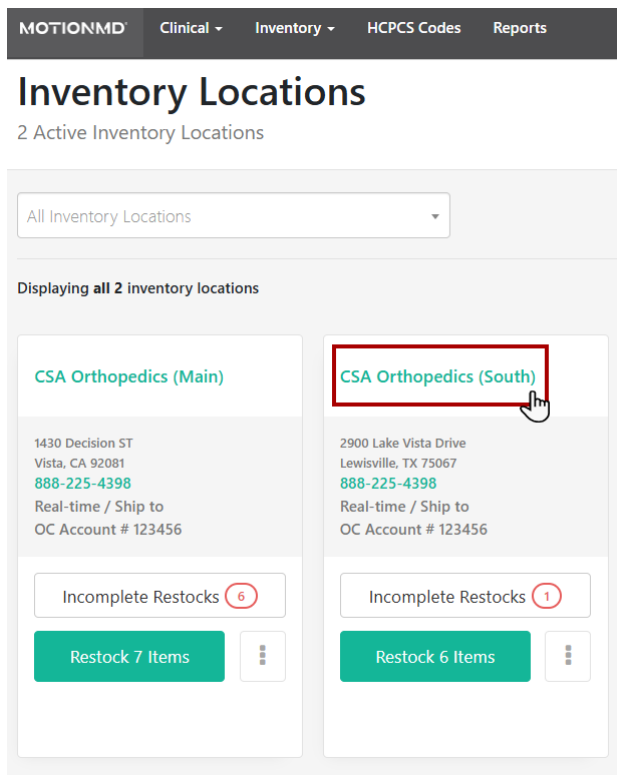 MOTIONMD Clinical Inventory HCPCS Codes Reports
Inventory Locations
2 Active Inventory Locations
All Inventory Locations
Displaying all 2 inventory locations
CSA Orthopedics (Main)
1430 Decision ST
Vista, CA 92081
888-225-4398
Real-time / Ship to
OC Account # 123456
Incomplete Restocks 6
Restock 7 Items
CSA Orthopedics (South)
2900 Lake Vista Drive
Lewisville, TX 75067
888-225-4398
Real-time / Ship to
OC Account # 123456
Incomplete Restocks 1
Restock 6 Items